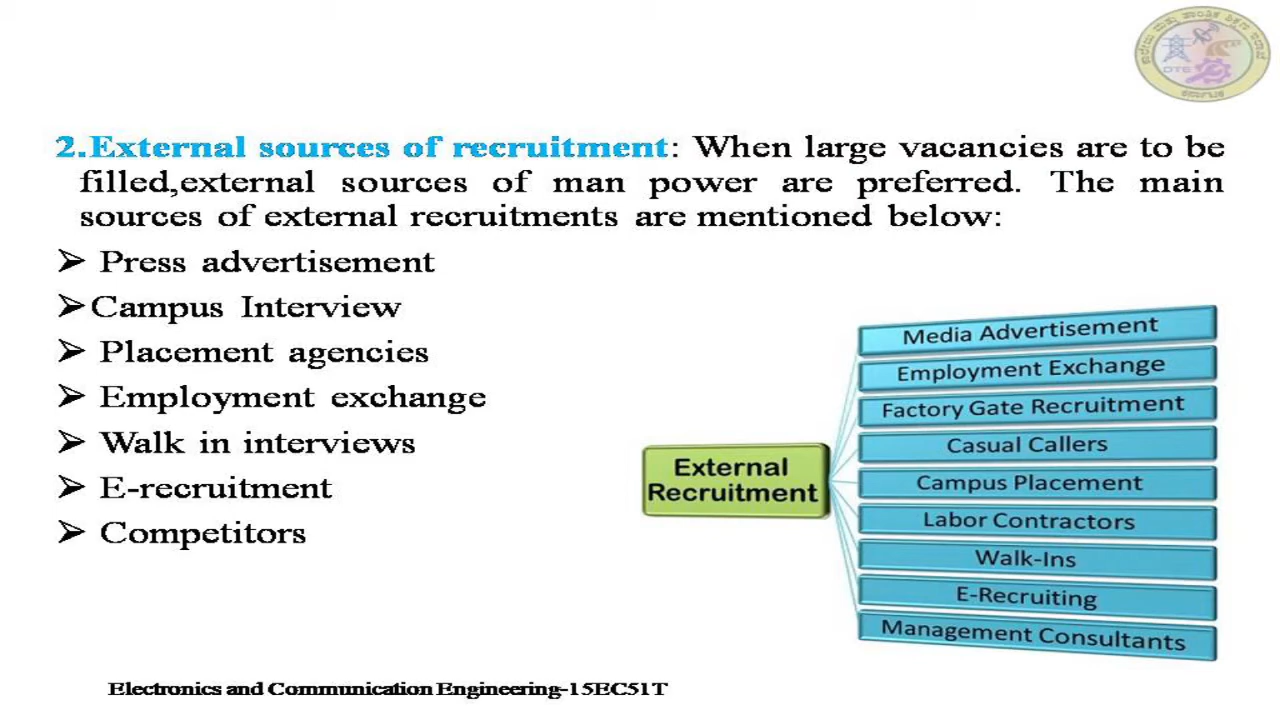 2.External sources of recruitment: When large vacancies are to be
filled,external sources of man power are preferred. The main
sources of external recruitments are mentioned below:
➢ Press advertisement
➢Campus Interview
➢ Placement agencies
➢ Employment exchange
➢ Walk in interviews
➢ E-recruitment
➢ Competitors
External
Recruitment
Media Advertisement
Employment Exchange
Factory Gate Recruitment
Casual Callers
Campus Placement
Labor Contractors
Walk-Ins
E-Recruiting
Management Consultants
Electronics and Communication Engineering-15EC51T
DTE